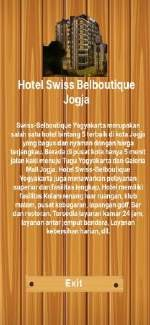 Hotel Swiss Belboutique
Jogja
Swiss-Belboutique Yogyakarta merupakan
salah satu hotel bintang 5 terbaik di kota Jogja
yang bagus dan nyaman dengan harga
terjangkau. Berada di pusat kota hanya 5 menit
jalan kaki menuju Tugu Yogyakarta dan Galeria
Mall Jogja. Hotel Swiss-Belboutique
Yogyakarta juga menawarkan pelayanan
superior dan fasilitas lengkap. Hotel memiliki
fasilitas Kolam renang luar ruangan, klub
malam, pusat kebugaran, lapangan golf, Bar
dan restoran. Tersedia layanan kamar 24 jam,
layanan antar jemput bandara. Layanan
kebersihan harian, dll.
Exit